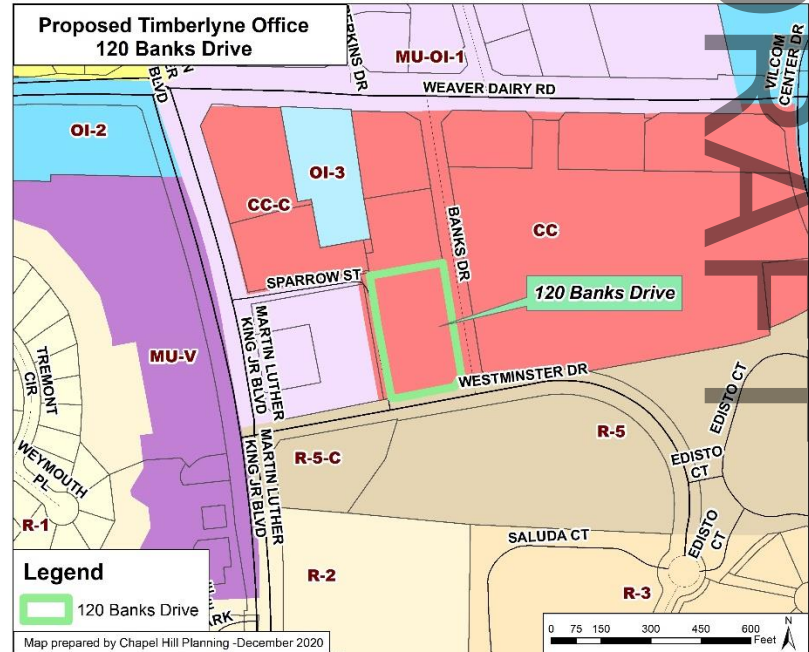 Proposed Timberlyne Office
120 Banks Drive
MU-OI-1
WEAVER DAIRY RD
VILCOM
CENTER DR
BLVD
OI-2
OI-3
CC-C
CC
BANKS DR
SPARROW ST
120 Banks Drive
MARTIN LUTHER
KING JR BLVD
MU-V
WESTMINSTER DR
TREMONT
CIR
WEYMOUTH
PL
R-1
MARTIN LUTHER
KING JR BLVD
R-5-C
R-5
EDISTO CT
EDISTO
CT
EDISTO
CT
SALUDA CT
R-2
R-3
Legend
120 Banks Drive
0 75 150 300 450 600
Feet
N
Map prepared by Chapel Hill Planning -December 2020